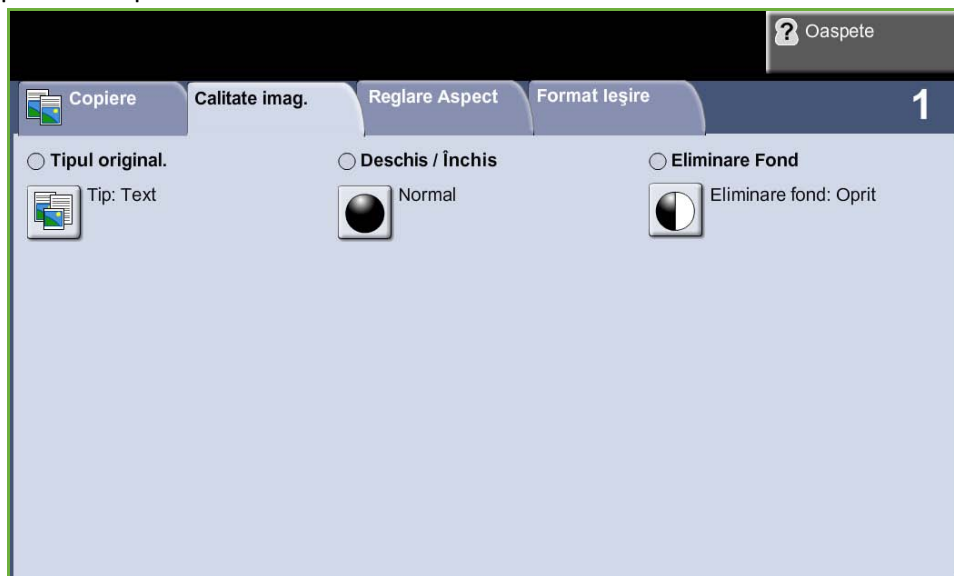 Oaspete
Copiere
Calitate imag.
Reglare Aspect
Format Ieşire
1
Tipul original.
Deschis / Închis
Eliminare Fond
Tip: Text
Normal
Eliminare fond: Oprit